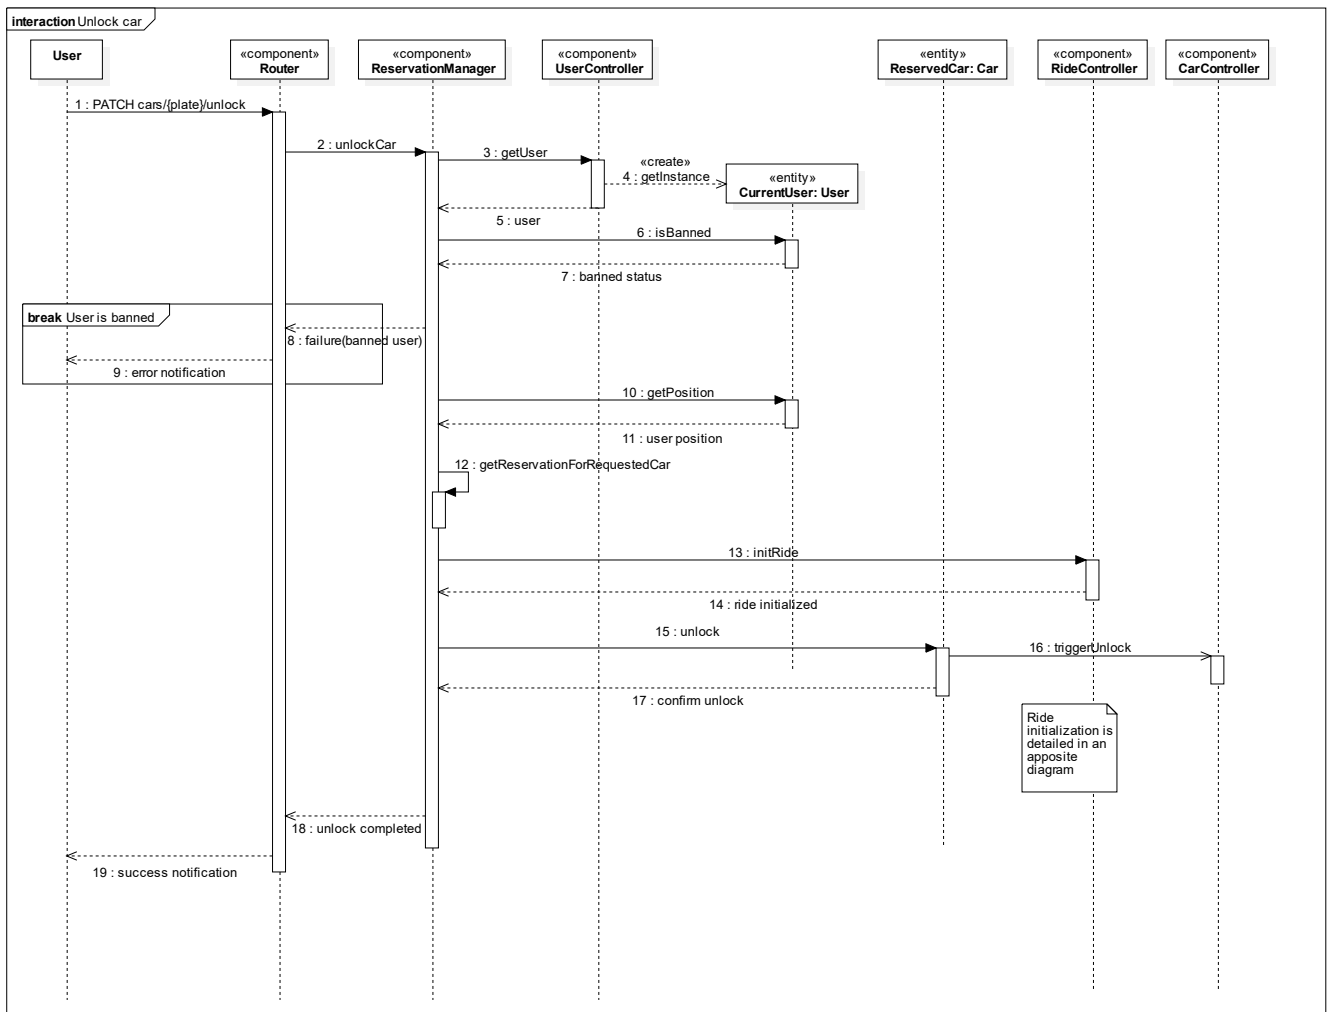 interaction Unlock car
User
«component»
Router
«component»
ReservationManager
«component»
UserController
«entity»
ReservedCar: Car
«component»
RideController
«component»
CarController
1 : PATCH cars/{plate}/unlock
2 : unlockCar
3 : getUser
«create»
4 : getInstance
«entity»
CurrentUser: User
5 : user
6 : isBanned
7 : banned status
break User is banned
8 : failure(banned user)
9 : error notification
10 : getPosition
11 : user position
12 : getReservationForRequestedCar
13 : initRide
14 : ride initialized
15 : unlock
16 : triggerUnlock
17 : confirm unlock
Ride
initialization is
detailed in an
apposite
diagram
18 : unlock completed
19 : success notification